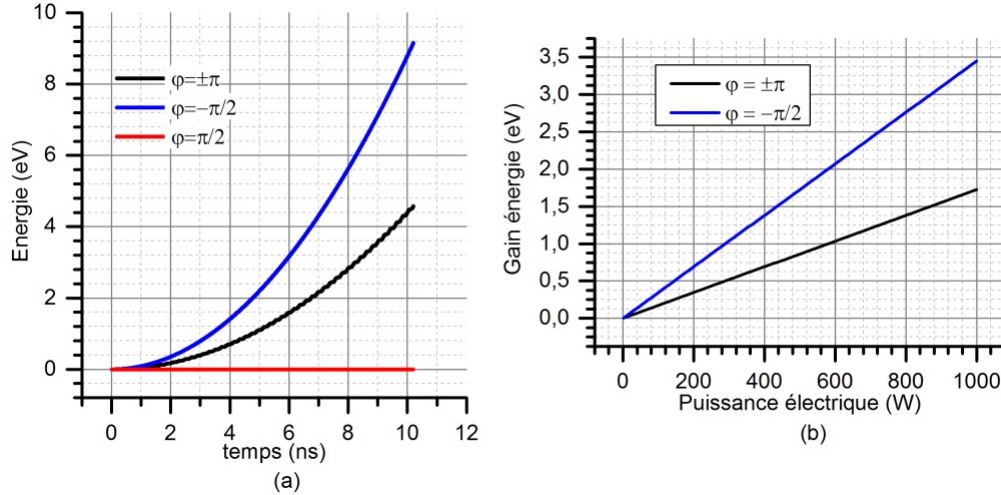 10
8
6
4
2
0
Energie (eV)
φ=±π
φ=−π/2
φ=π/2
0 2 4 6 8 10 12
temps (ns)
(a)
3,5
3,0
2,5
2,0
1,5
1,0
0,5
0,0
Gain énergie (eV)
φ = ±π
φ = −π/2
0 200 400 600 800 1000
Puissance électrique (W)
(b)